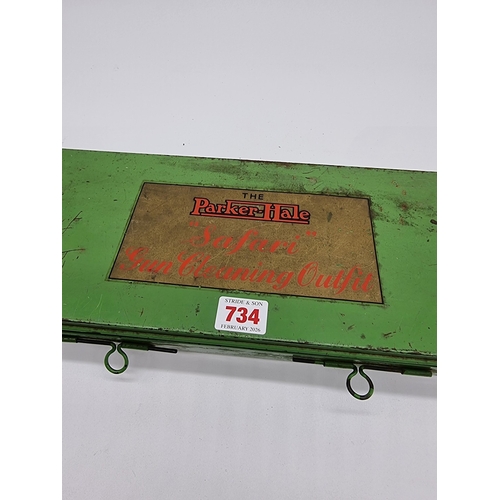 THE
Parker-Hale
"Safari"
Gun Cleaning Outfit
STRIDE & SON
734
FEBRUARY 2026